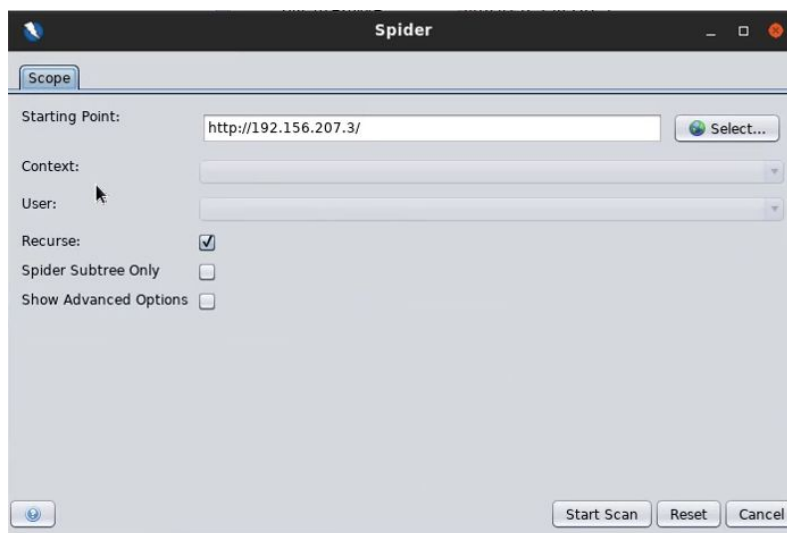 Spider
Scope
Starting Point:
http://192.156.207.3/
Select...
Context:
User:
Recurse:
Spider Subtree Only
Show Advanced Options
Start Scan
Reset
Cancel